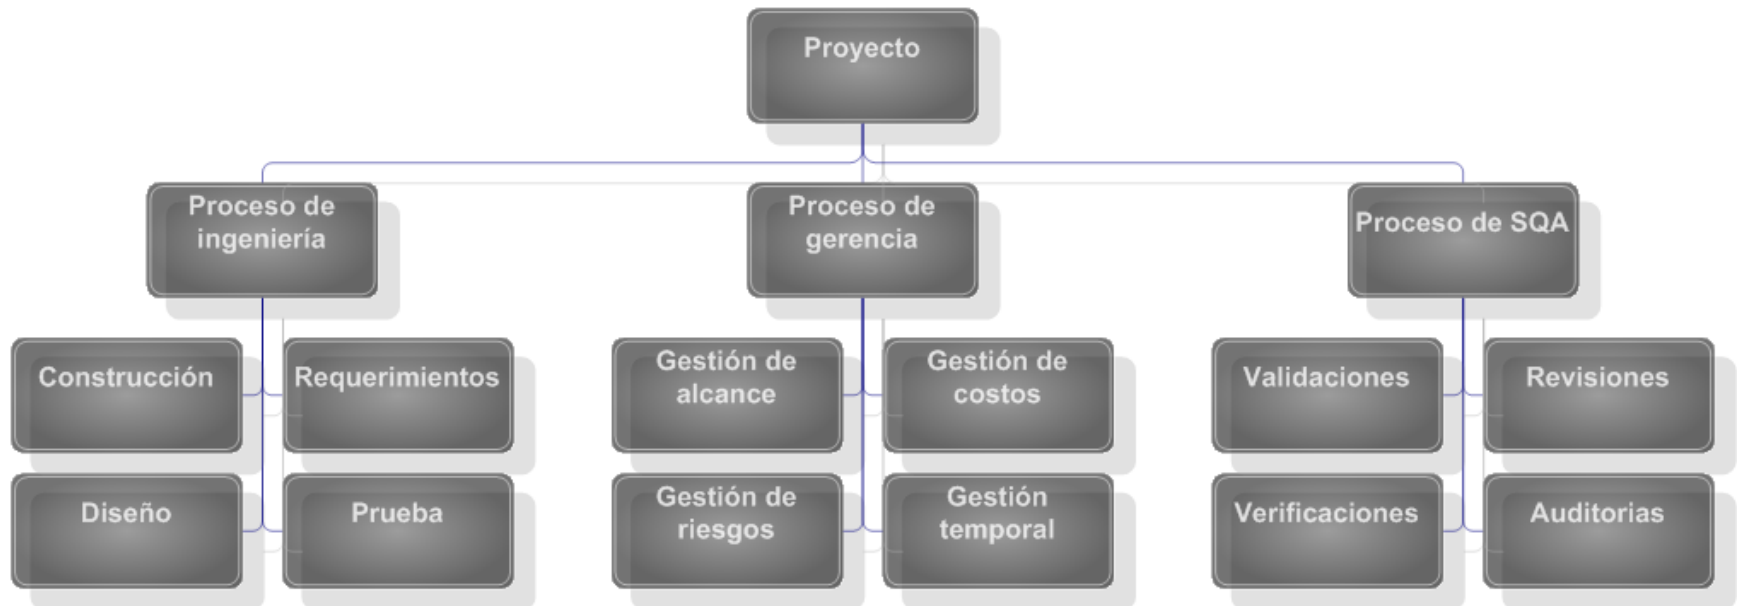 Proyecto
Proceso de
ingeniería
Proceso de
gerencia
Proceso de SQA
Construcción
Requerimientos
Diseño
Prueba
Gestión de
alcance
Gestión de
costos
Gestión de
riesgos
Gestión
temporal
Validaciones
Revisiones
Verificaciones
Auditorias